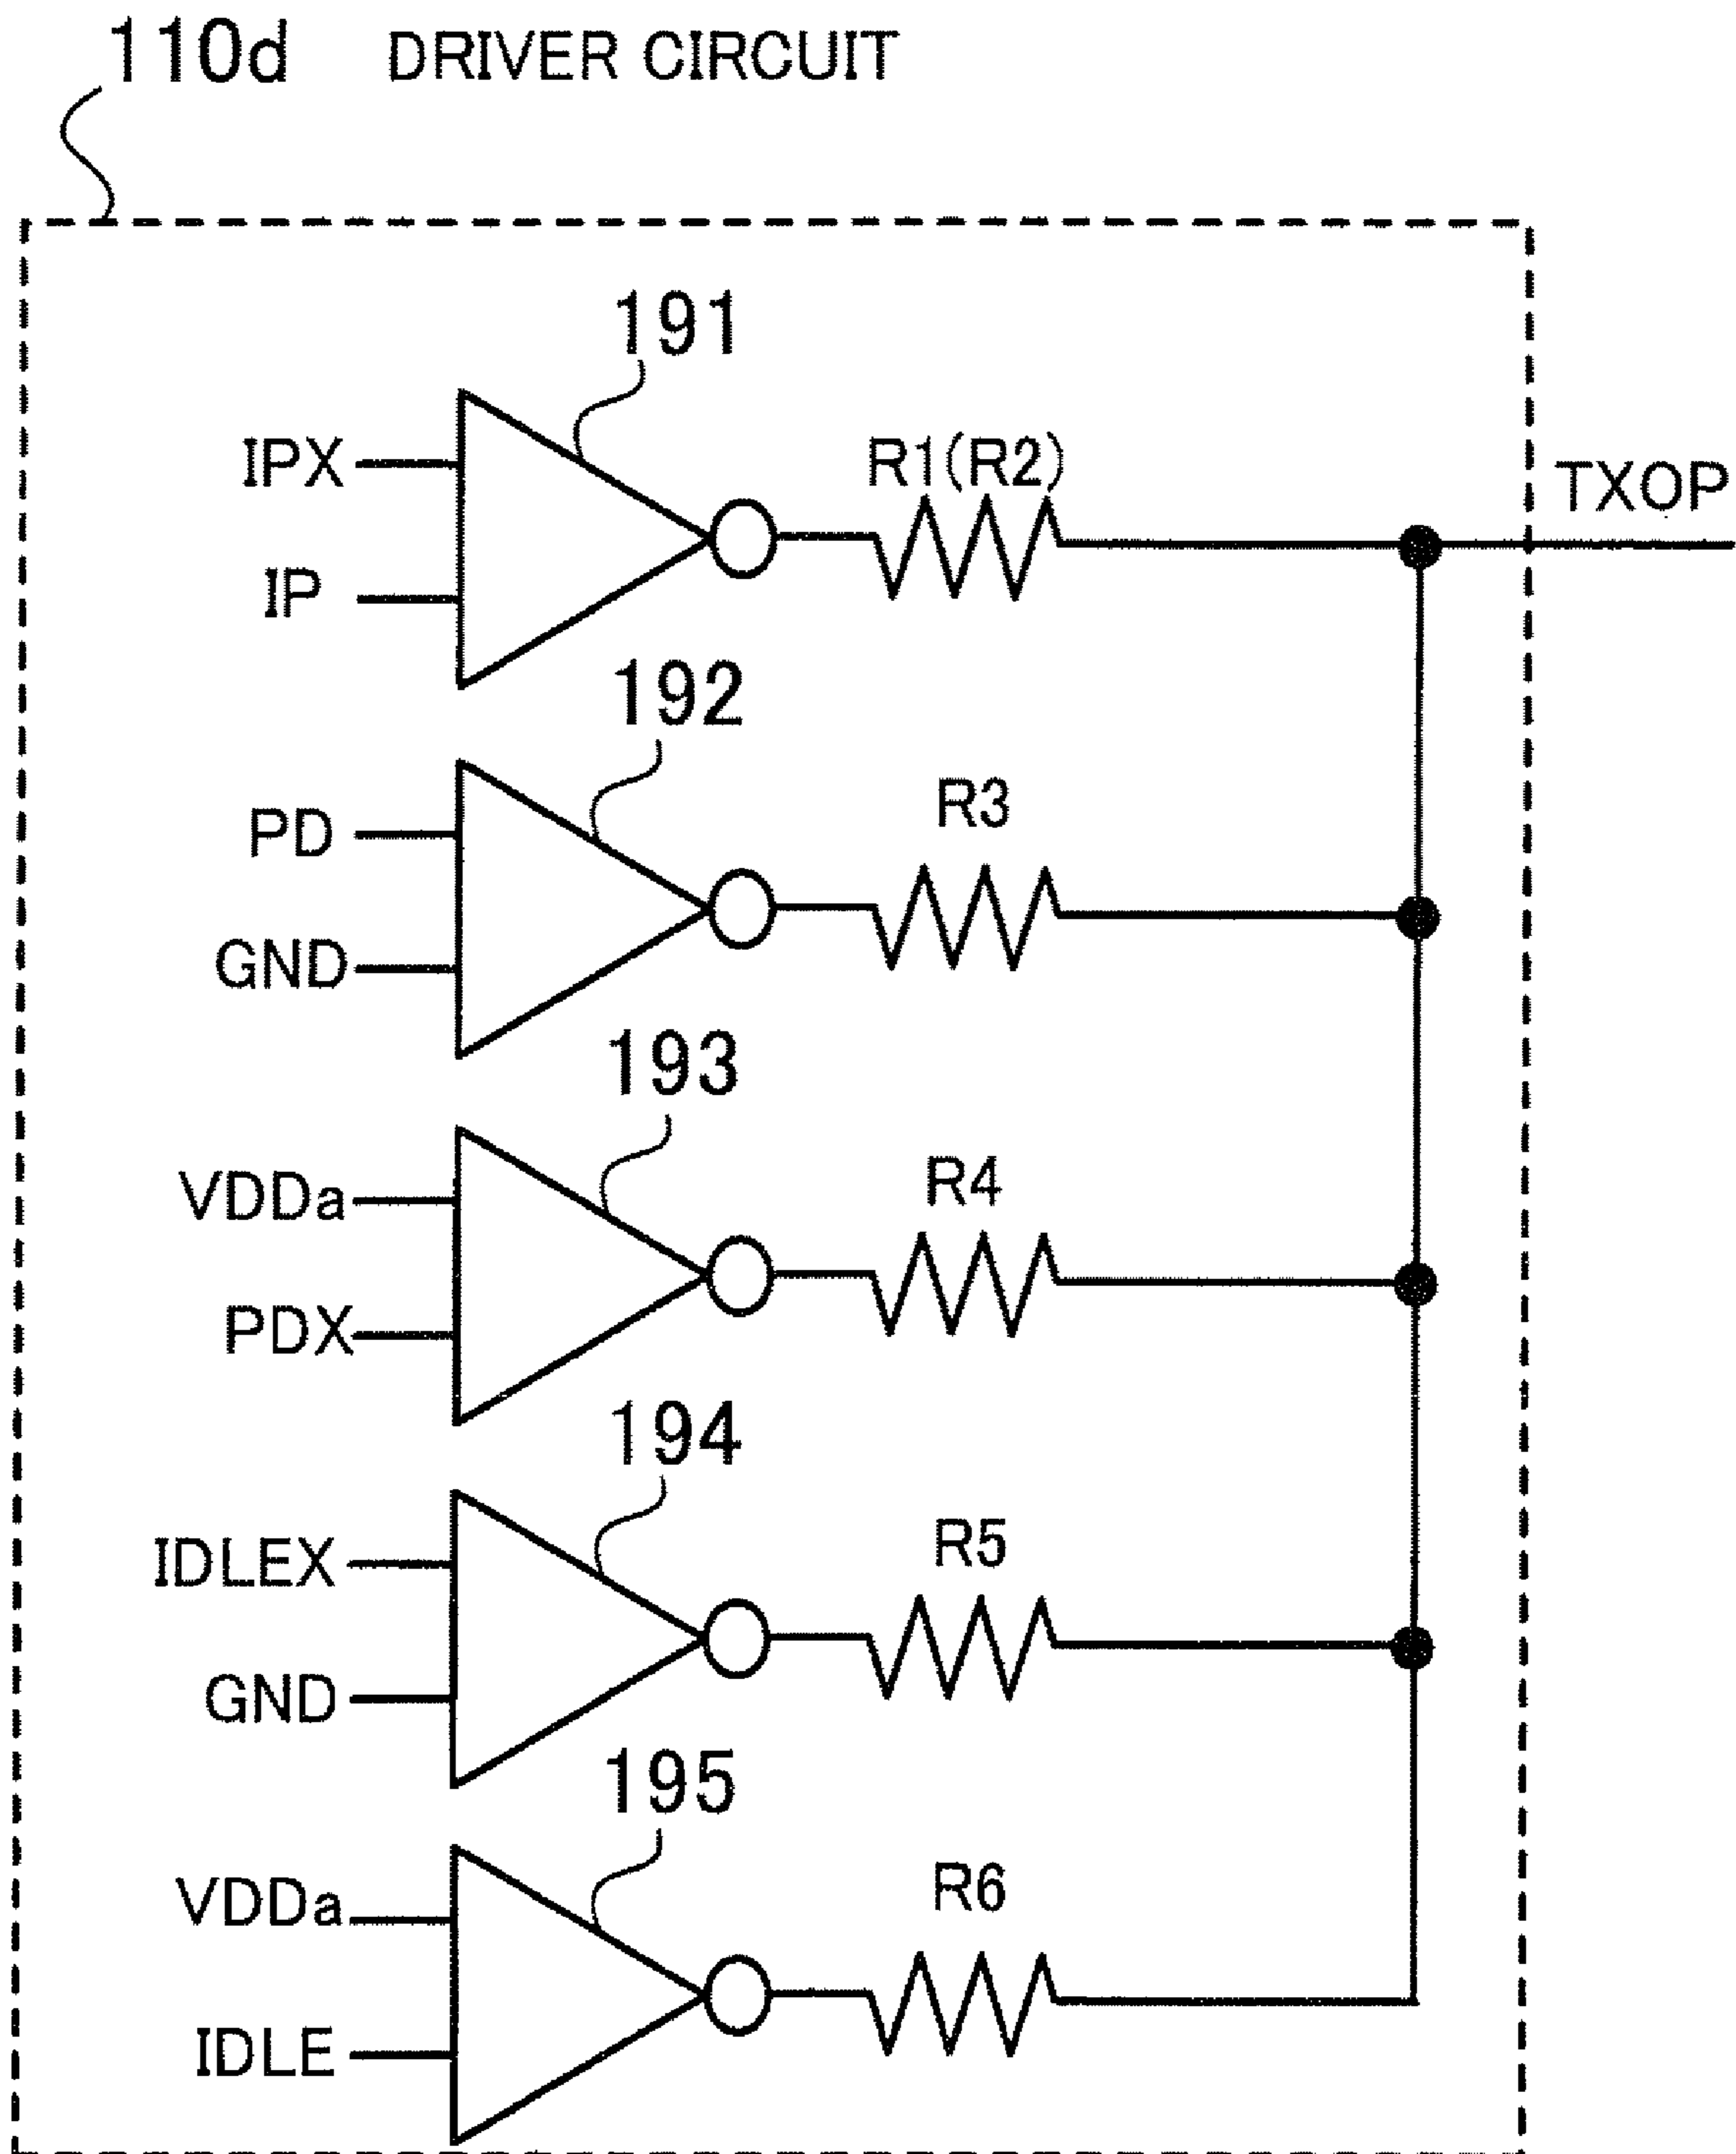 110d DRIVER CIRCUIT
191
IPX
R1(R2)
TXOP
IP
192
PD
R3
GND
193
VDDa
R4
PDX
194
IDLEX
R5
GND
195
VDDa
R6
IDLE